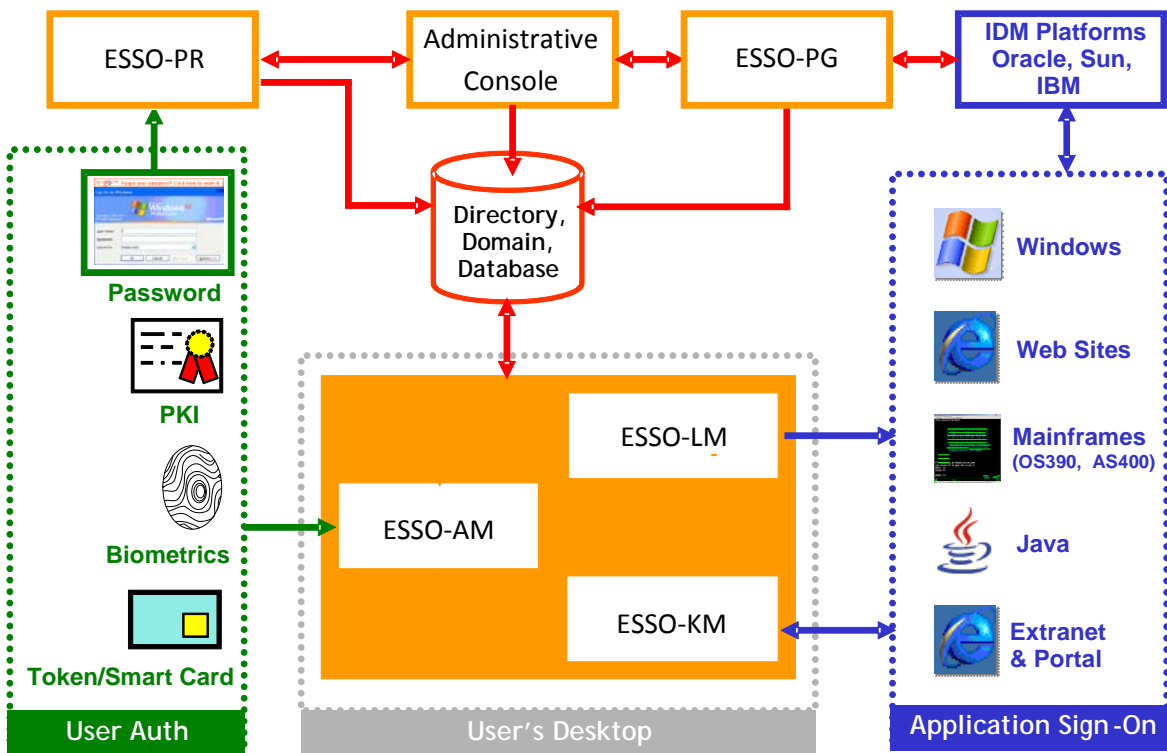 ESSO-PR
Administrative
Console
ESSO-PG
IDM Platforms
Oracle, Sun,
IBM
Directory,
Domain,
Database
Password
PKI
Biometrics
Token/Smart Card
User Auth
ESSO-LM
ESSO-AM
ESSO-KM
User's Desktop
Windows
Web Sites
Mainframes
(OS390, AS400)
Java
Extranet
& Portal
Application Sign-On